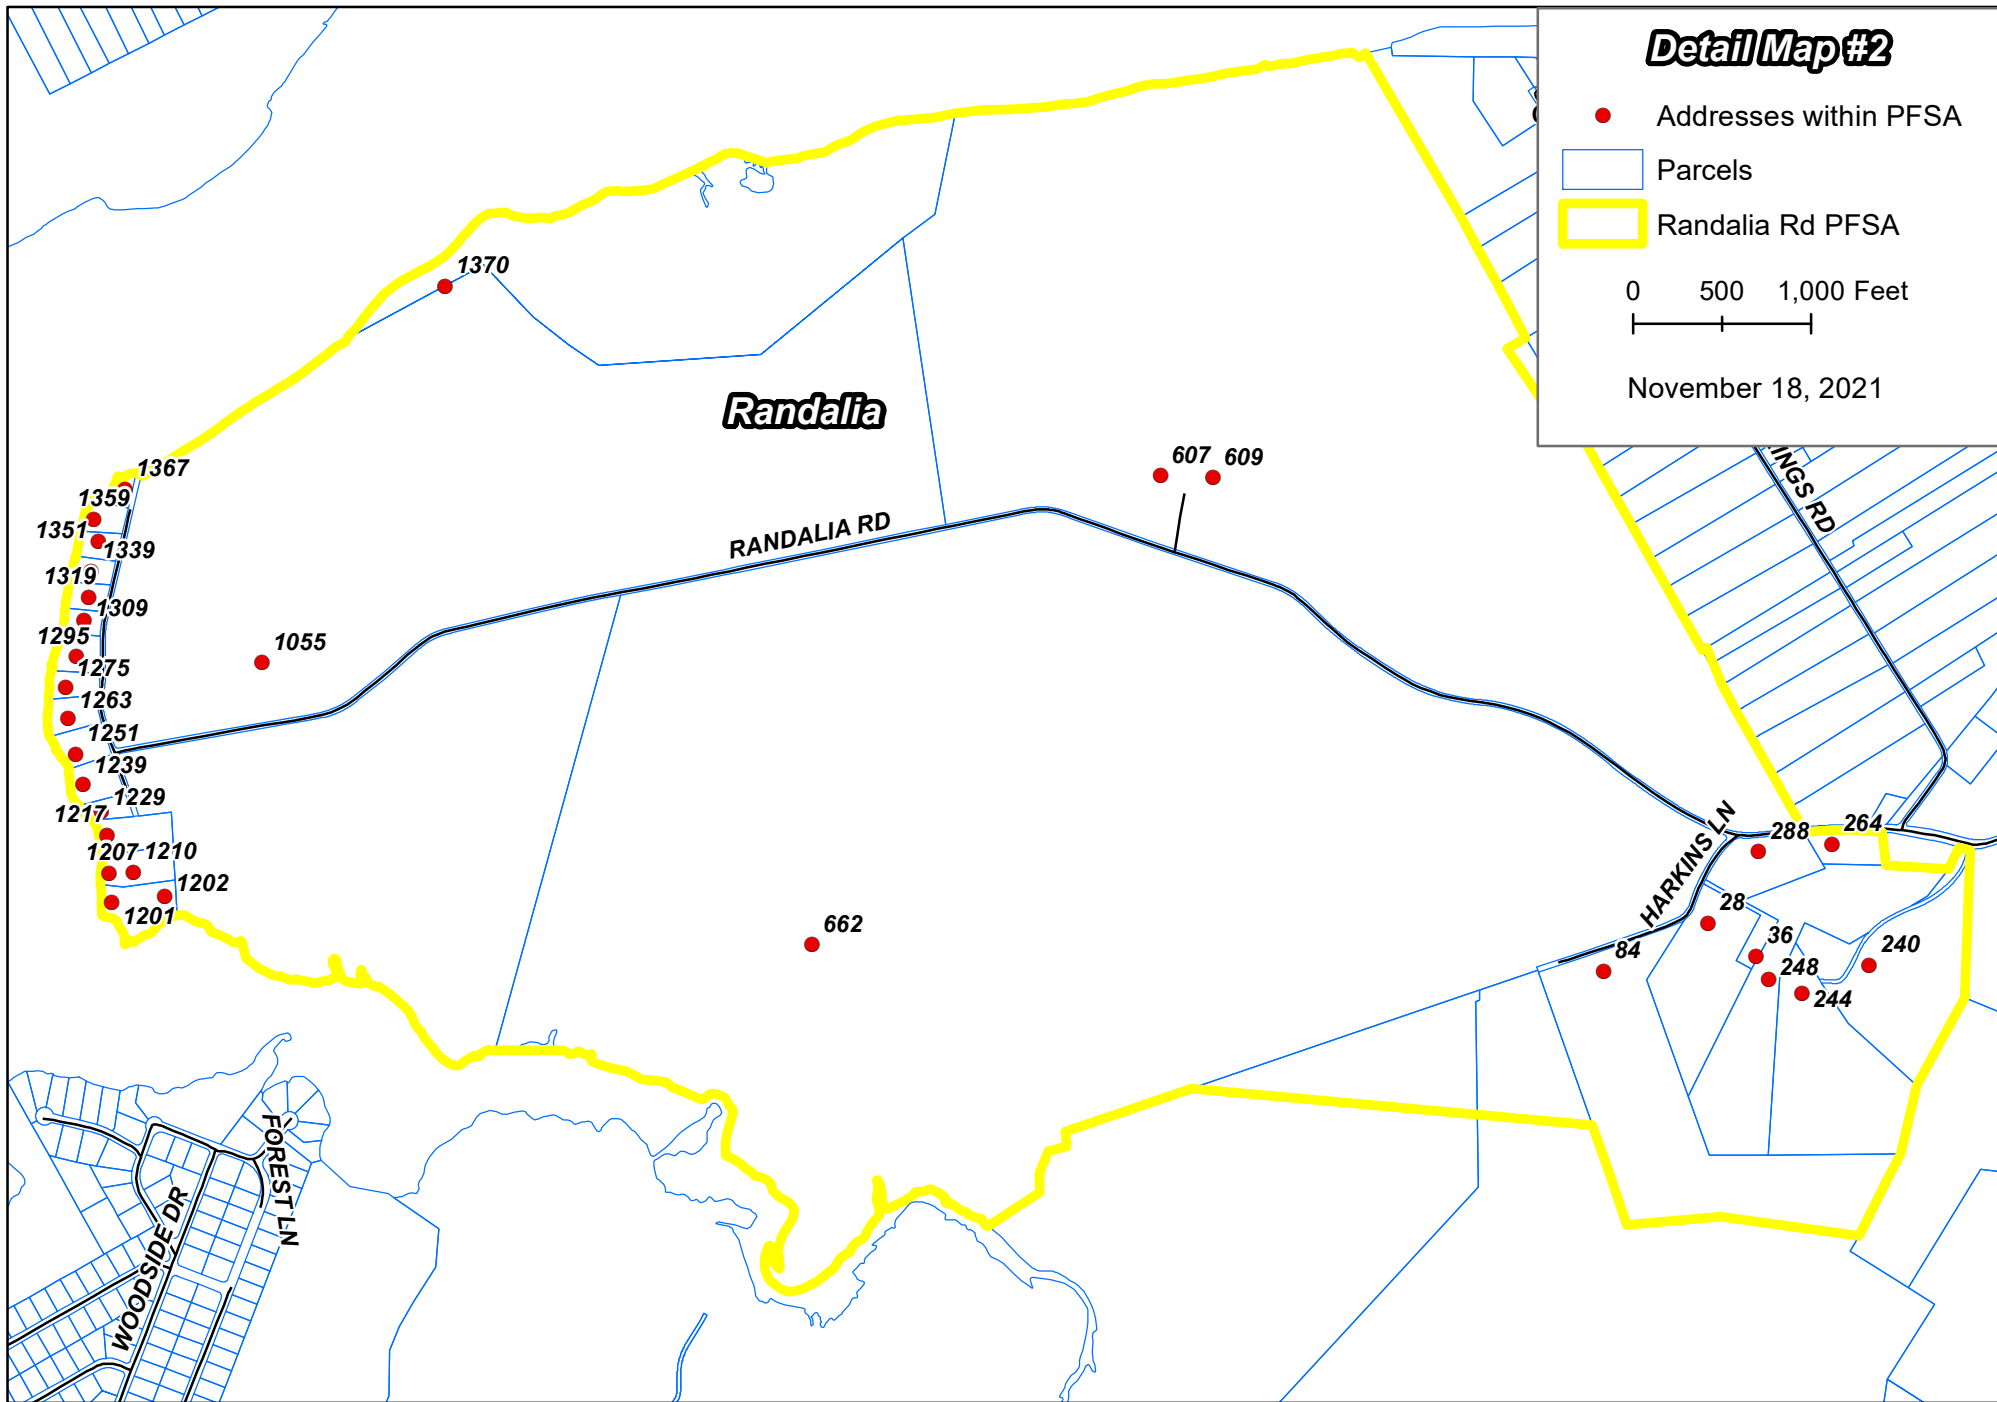 Detail Map #2
Addresses within PFSA
Parcels
Randalia Rd PFSA
0 500 1,000 Feet
November 18, 2021
1370
Randalia
607 609
1367
1359
1351
1339
1319
1309
1295
1275
1263
1251
1239
1229
1217
1207 1210
1202
1201
1055
RANDALIA RD
INGS RD
662
HARKINS LN
288 264
28
36
84
248
240
244
FOREST LN
WOODSIDE DR